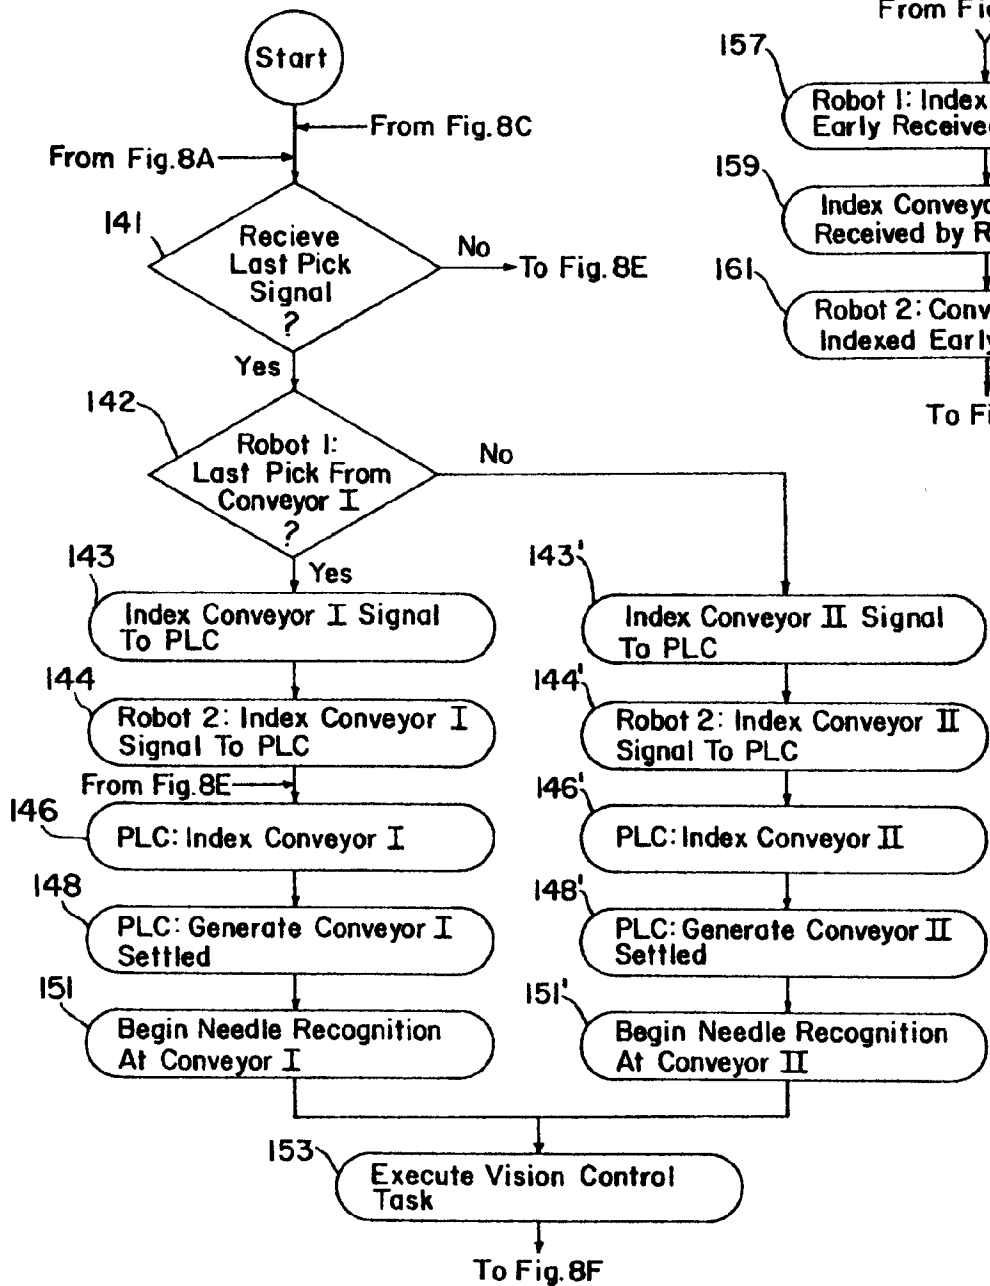 Start
From Fig.8C
From Fig.8A
141
Recieve
Last Pick
Signal
?
No
To Fig.8E
Yes
142
Robot 1:
Last Pick From
Conveyor I
?
No
Yes
143
Index Conveyor I Signal
To PLC
144
Robot 2: Index Conveyor I
Signal To PLC
From Fig.8E
146
PLC: Index Conveyor I
148
PLC: Generate Conveyor I
Settled
151
Begin Needle Recognition
At Conveyor I
143'
Index Conveyor II Signal
To PLC
144'
Robot 2: Index Conveyor II
Signal To PLC
146'
PLC: Index Conveyor II
148'
PLC: Generate Conveyor II
Settled
151'
Begin Needle Recognition
At Conveyor II
153
Execute Vision Control
Task
To Fig.8F
From
157
Robot 1: Index
Early Received
159
Index
Received by
161
Robot 2:
Indexed
To